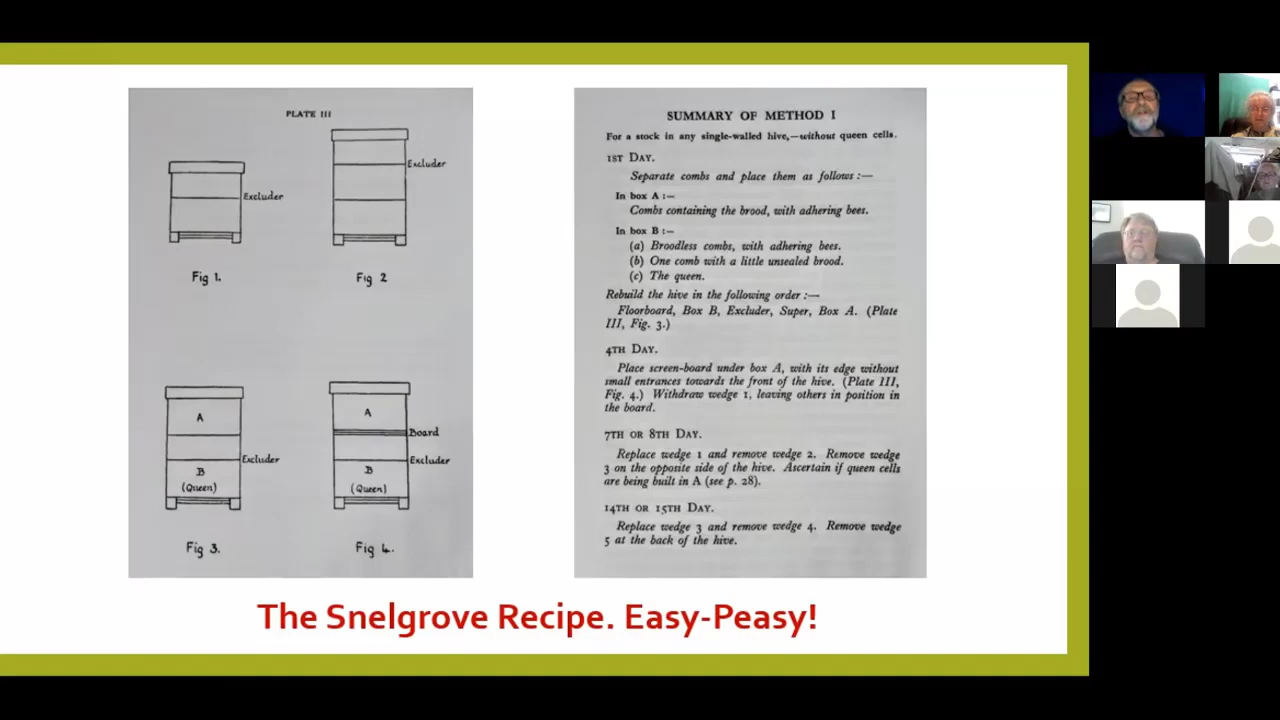 PLATE III
Excluder
Excluder
Fig 1.
Fig 2
A
Excluder
B
(Queen)
A
Board
Excluder
B
(Queen)
Fig 3.
Fig 4.
SUMMARY OF METHOD I
For a stock in any single-walled hive,—without queen cells.
1ST DAY.
Separate combs and place them as follows :—
In box A :—
Combs containing the brood, with adhering bees.
In box B :—
(a) Broodless combs, with adhering bees.
(b) One comb with a little unsealed brood.
(c) The queen.
Rebuild the hive in the following order :—
Floorboard, Box B, Excluder, Super, Box A. (Plate
III, Fig. 3.)
4TH DAY.
Place screen-board under box A, with its edge without
small entrances towards the front of the hive. (Plate III,
Fig. 4.) Withdraw wedge 1, leaving others in position in
the board.
7TH OR 8TH DAY.
Replace wedge 1 and remove wedge 2. Remove wedge
3 on the opposite side of the hive. Ascertain if queen cells
are being built in A (see p. 28).
14TH OR 15TH DAY.
Replace wedge 3 and remove wedge 4. Remove wedge
5 at the back of the hive.
The Snelgrove Recipe. Easy-Peasy!